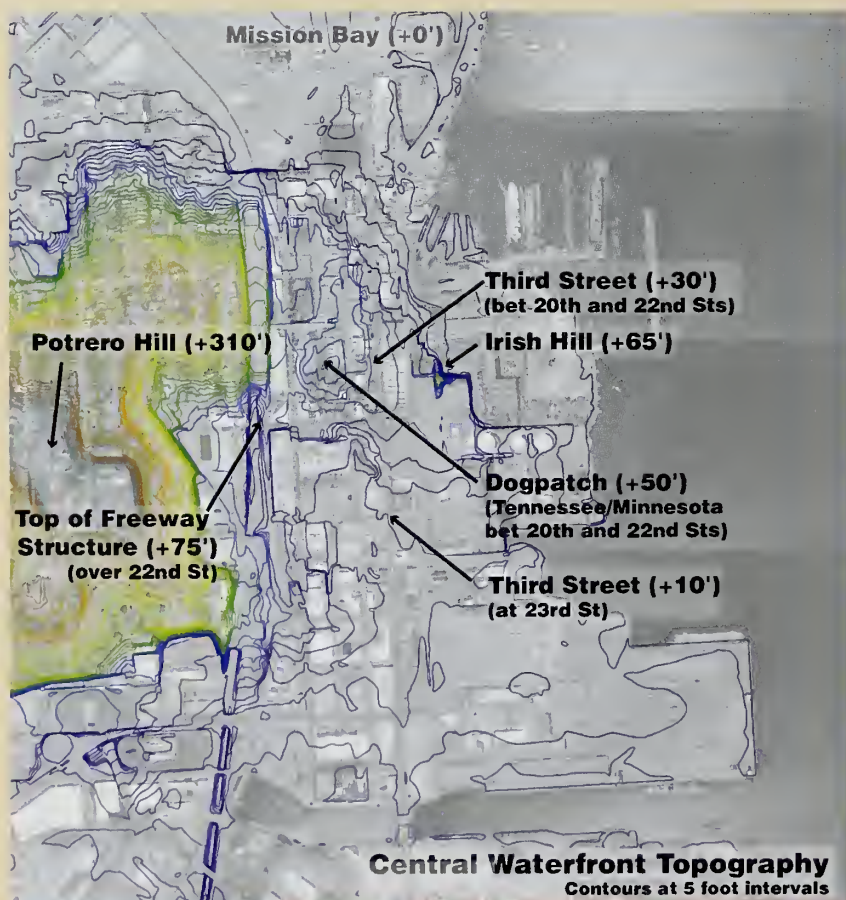 Mission Bay (+0')
Third Street (+30')
(bet 20th and 22nd Sts)
Potrero Hill (+310')
Irish Hill (+65')
Dogpatch (+50')
(Tennessee/Minnesota
bet 20th and 22nd Sts)
Top of Freeway
Structure (+75')
(over 22nd St)
Third Street (+10')
(at 23rd St)
Central Waterfront Topography
Contours at 5 foot intervals